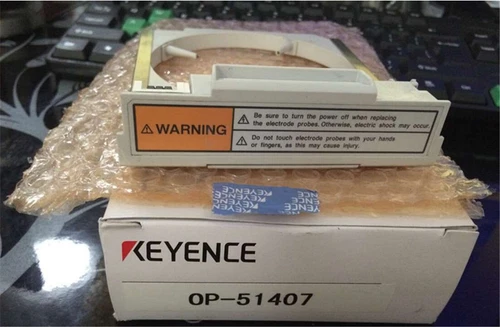 ⚠ WARNING
⚠ Be sure to turn the power off when replacing
the electrode probes. Otherwise, electric shock may occur.
⚠ Do not touch electrode probes with your hands
or fingers, as this may cause injury.
KEYENCE
KEYENCE
KEYENCE
OP-51407